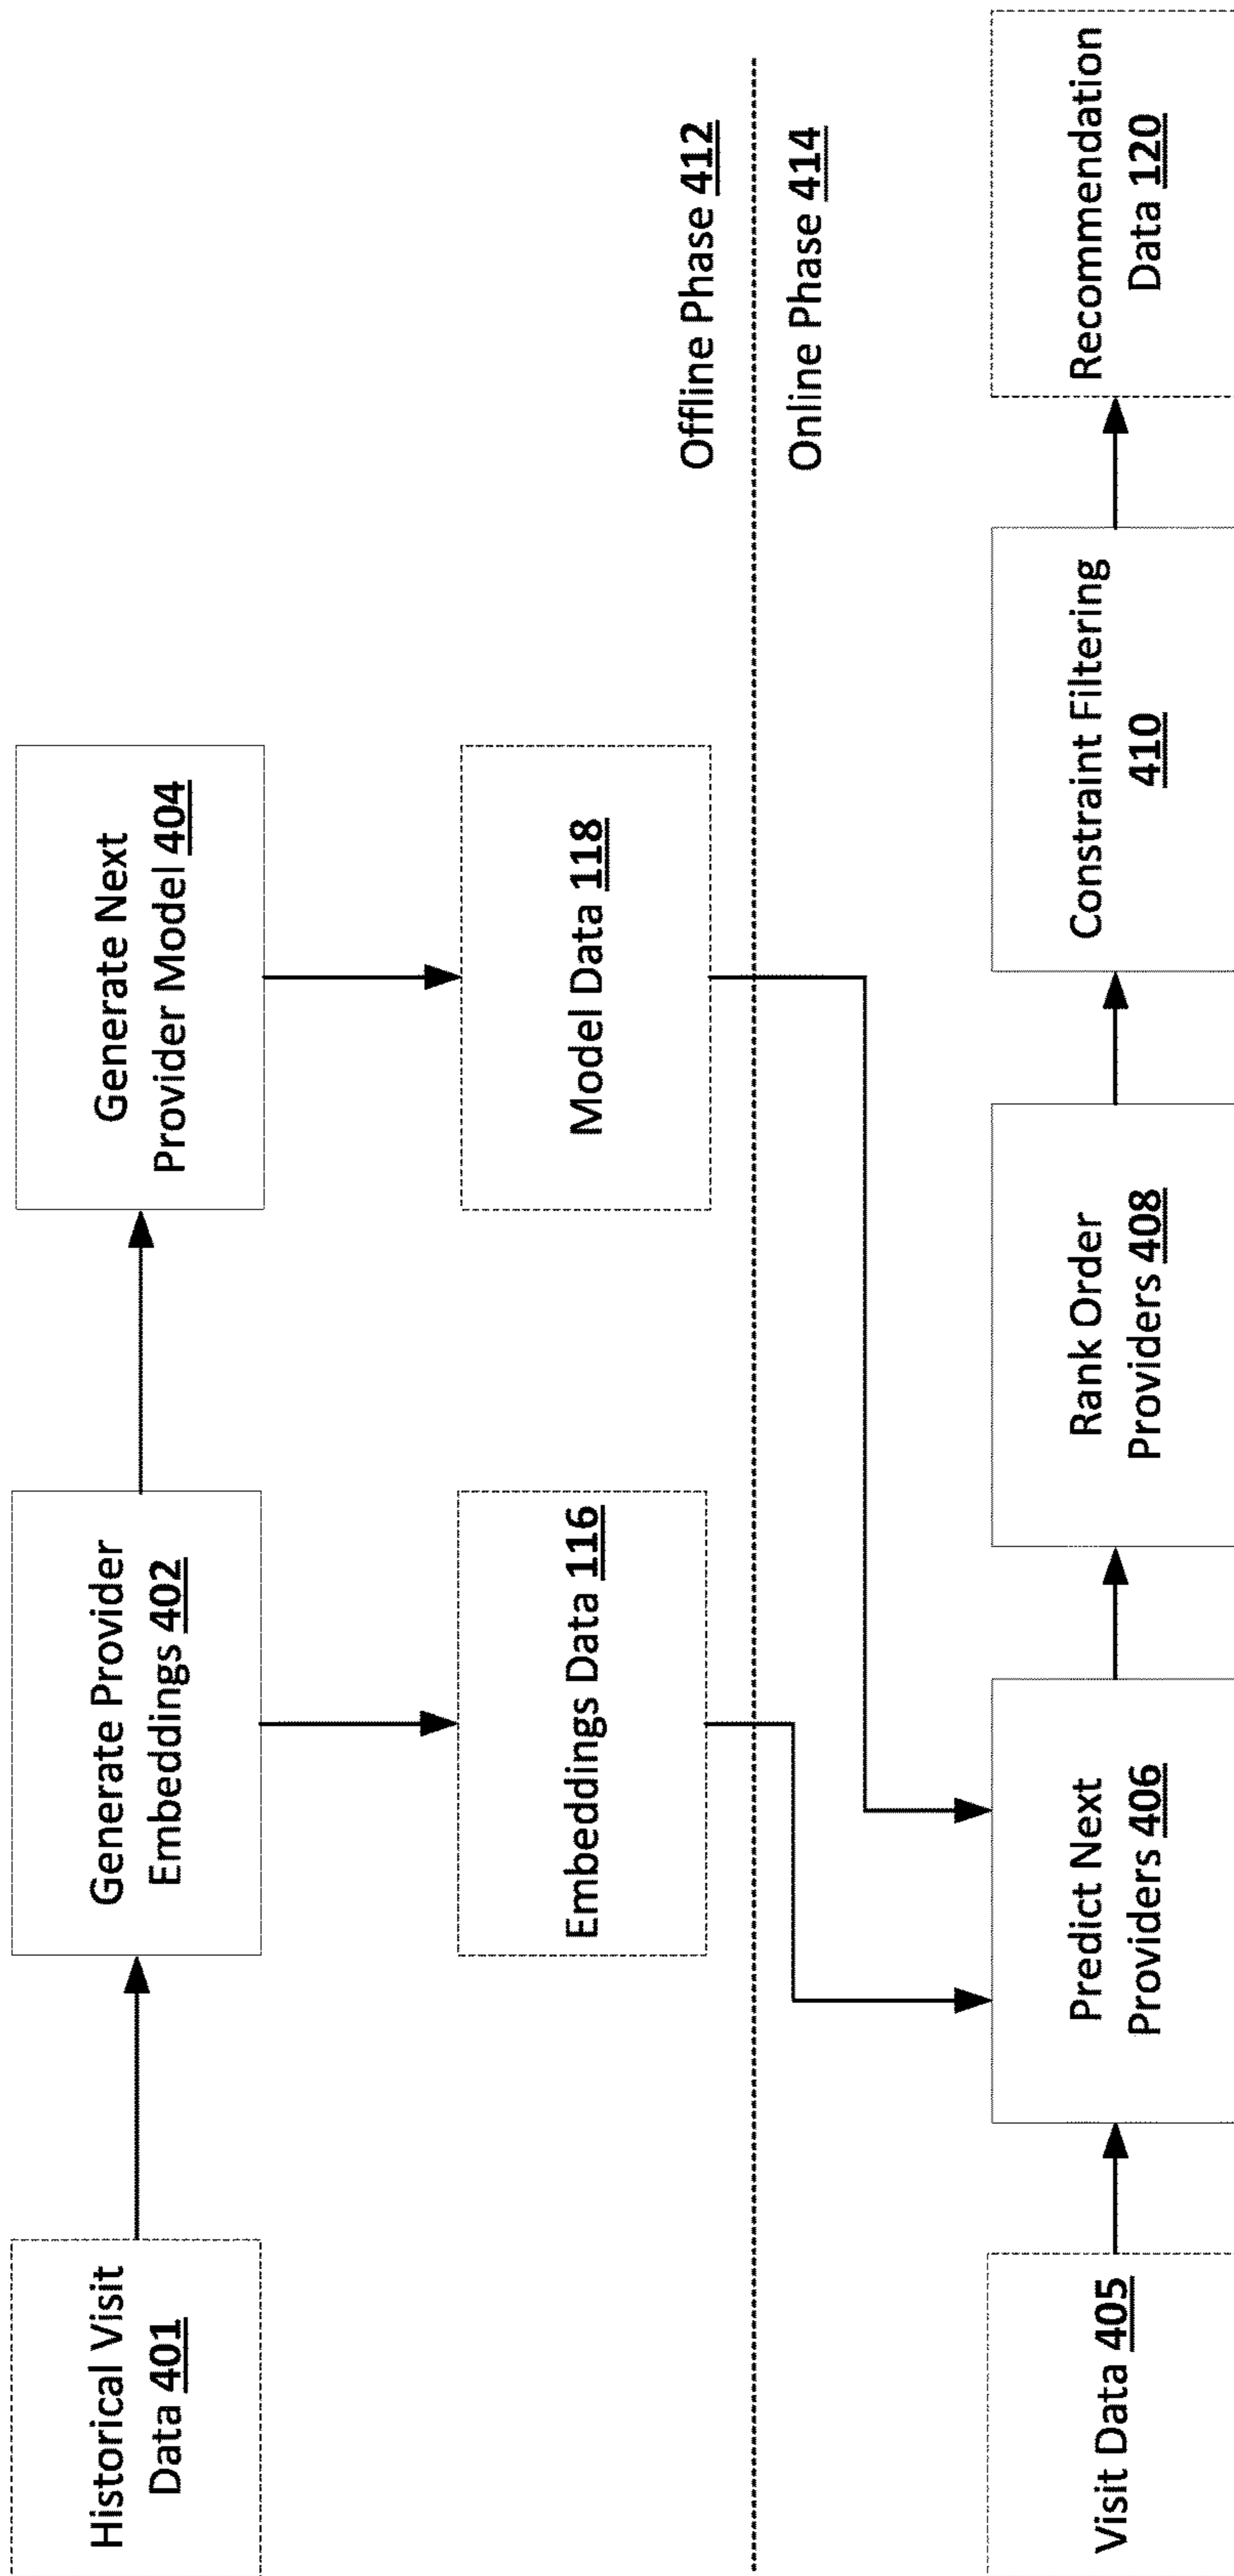 Historical Visit
Data 401
Generate Provider
Embeddings 402
Generate Next
Provider Model 404
Embeddings Data 116
Model Data 118
Offline Phase 412
Online Phase 414
Visit Data 405
Predict Next
Providers 406
Rank Order
Providers 408
Constraint Filtering
410
Recommendation
Data 120